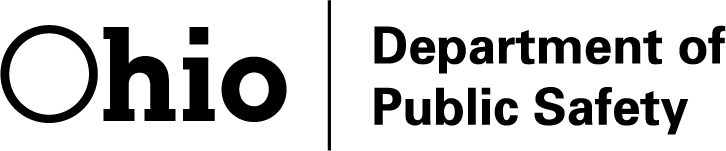 Ohio
Department of
Public Safety